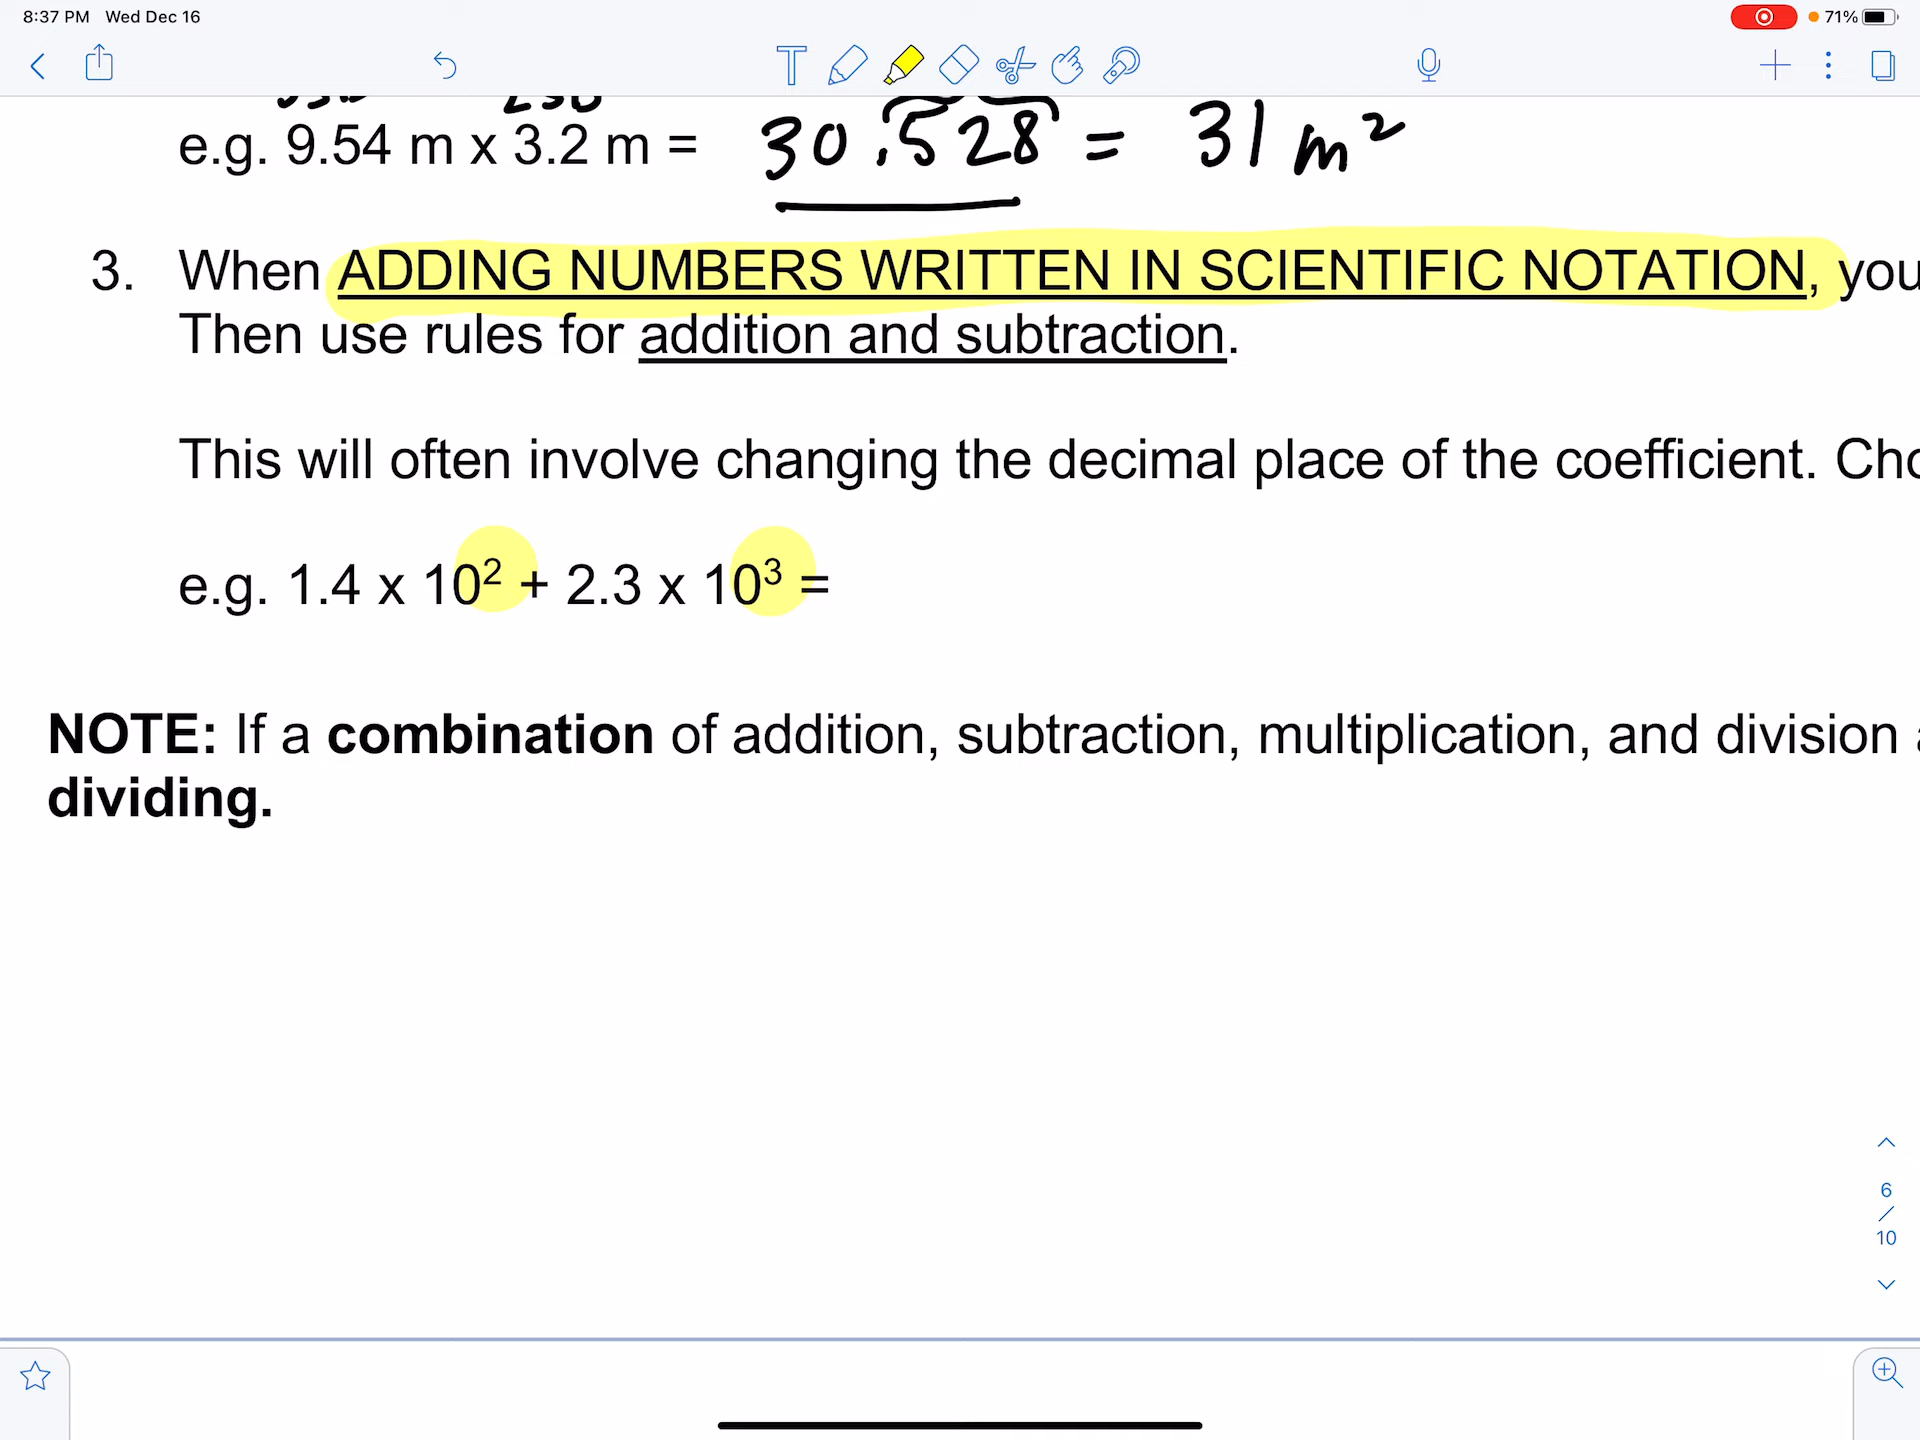 8:37 PM Wed Dec 16
71%
e.g. 9.54 m x 3.2 m = 30.528 = 31 m²
3. When ADDING NUMBERS WRITTEN IN SCIENTIFIC NOTATION, you
Then use rules for addition and subtraction.
This will often involve changing the decimal place of the coefficient. Cho
e.g. 1.4 x 10² + 2.3 x 10³ =
NOTE: If a combination of addition, subtraction, multiplication, and division
dividing.
6
/
10